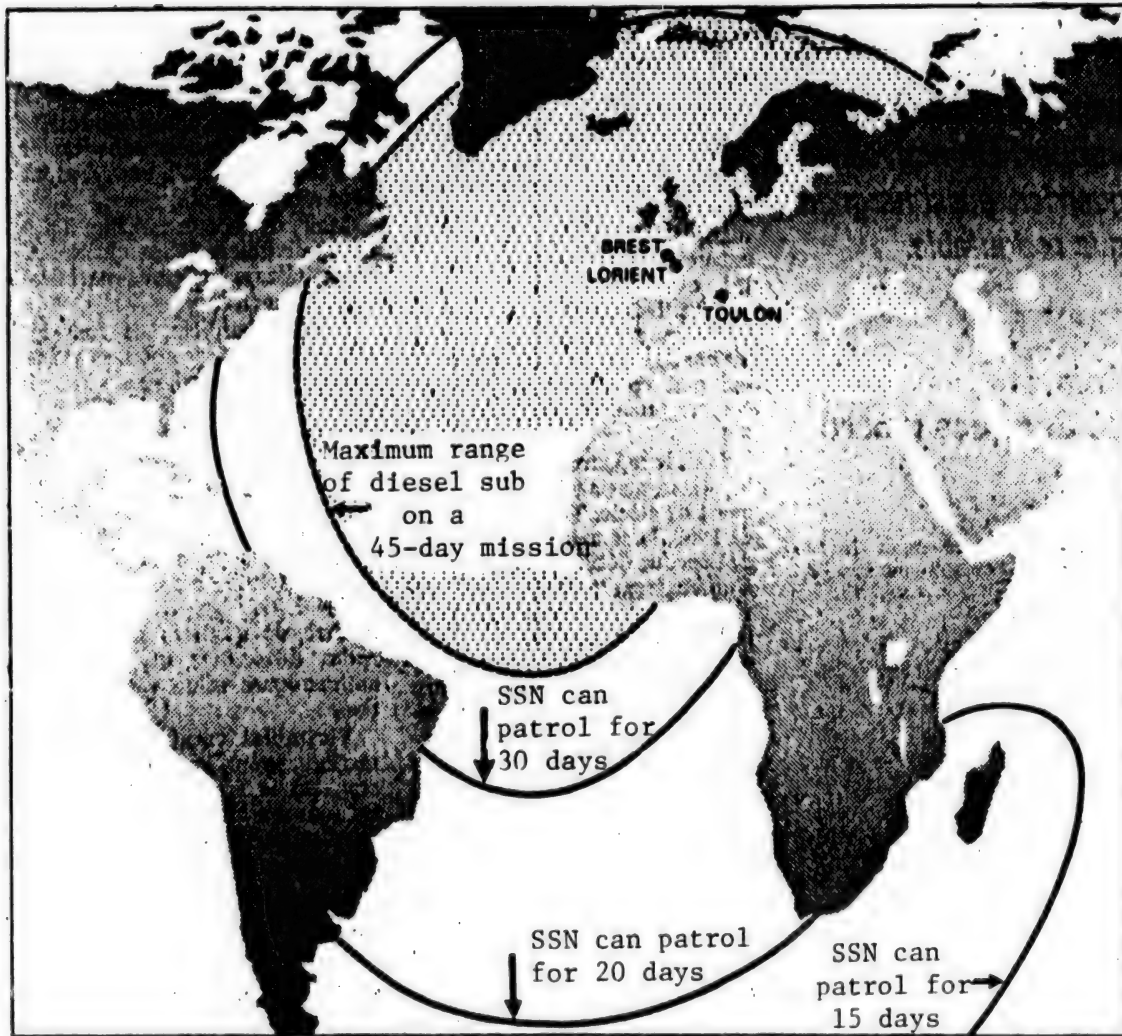 BREST
LORIENT
TOULON
Maximum range
of diesel sub
on a
45-day mission
SSN can
patrol for
30 days
SSN can patrol
for 20 days
SSN can
patrol for
15 days